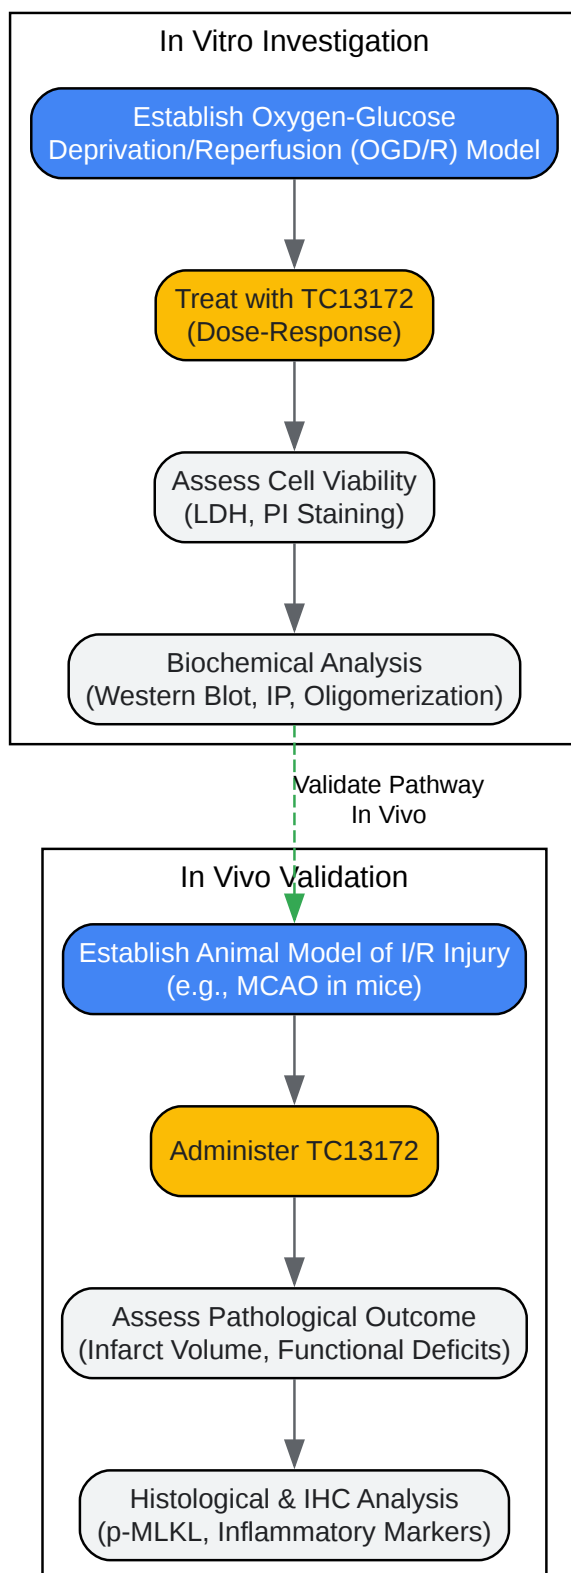 In Vitro Investigation
Establish Oxygen-Glucose
Deprivation/Reperfusion (OGD/R) Model
Treat with TC13172
(Dose-Response)
Assess Cell Viability
(LDH, PI Staining)
Biochemical Analysis
(Western Blot, IP, Oligomerization)
Validate Pathway
In Vivo
In Vivo Validation
Establish Animal Model of I/R Injury
(e.g., MCAO in mice)
Administer TC13172
Assess Pathological Outcome
(Infarct Volume, Functional Deficits)
Histological & IHC Analysis
(p-MLKL, Inflammatory Markers)